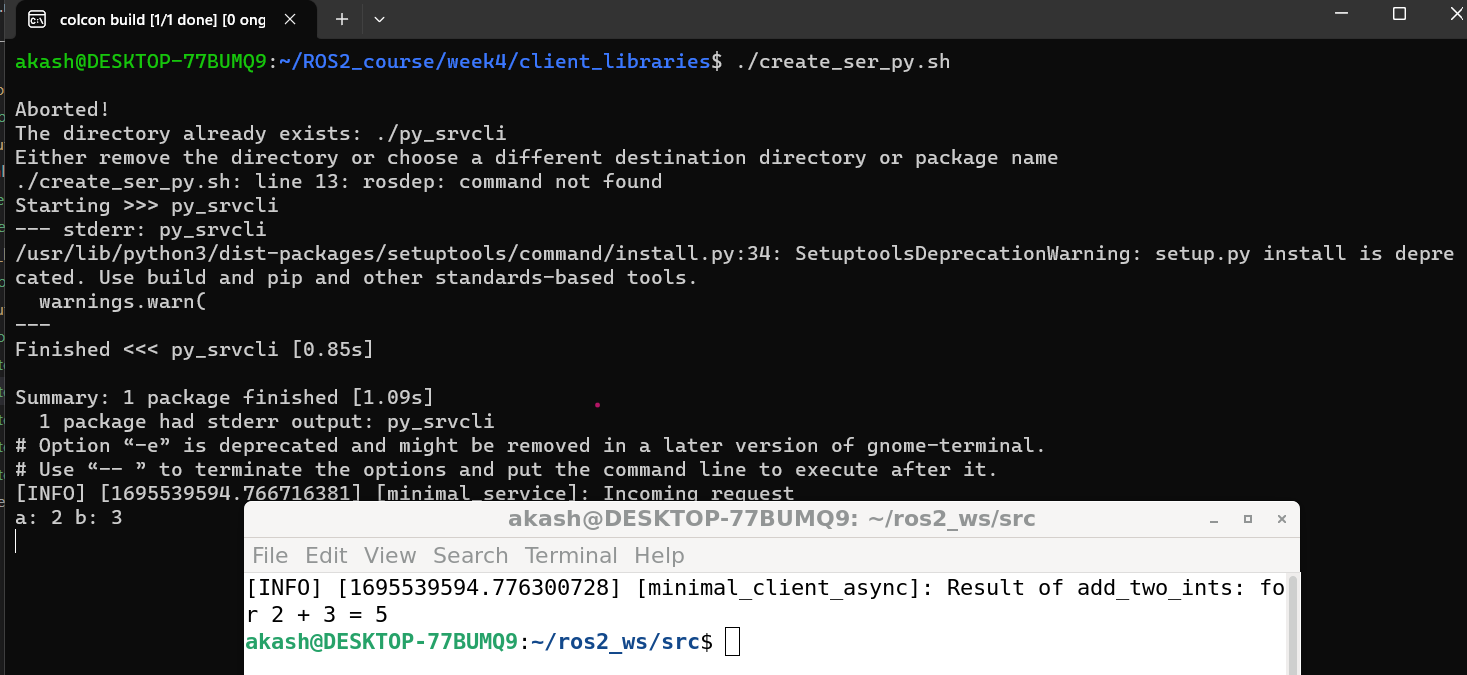 colcon build [1/1 done] [0 ong
akash@DESKTOP-77BUMQ9:~/ROS2_course/week4/client_libraries$ ./create_ser_py.sh
Aborted!
The directory already exists: ./py_srvcli
Either remove the directory or choose a different destination directory or package name
./create_ser_py.sh: line 13: rosdep: command not found
Starting >>> py_srvcli
--- stderr: py_srvcli
/usr/lib/python3/dist-packages/setuptools/command/install.py:34: SetuptoolsDeprecationWarning: setup.py install is depre
cated. Use build and pip and other standards-based tools.
  warnings.warn(
---
Finished <<< py_srvcli [0.85s]
Summary: 1 package finished [1.09s]
  1 package had stderr output: py_srvcli
# Option “-e” is deprecated and might be removed in a later version of gnome-terminal.
# Use “-- ” to terminate the options and put the command line to execute after it.
[INFO] [1695539594.766716381] [minimal_service]: Incoming request
a: 2 b: 3
akash@DESKTOP-77BUMQ9: ~/ros2_ws/src
File Edit View Search Terminal Help
[INFO] [1695539594.776300728] [minimal_client_async]: Result of add_two_ints: fo
r 2 + 3 = 5
akash@DESKTOP-77BUMQ9:~/ros2_ws/src$